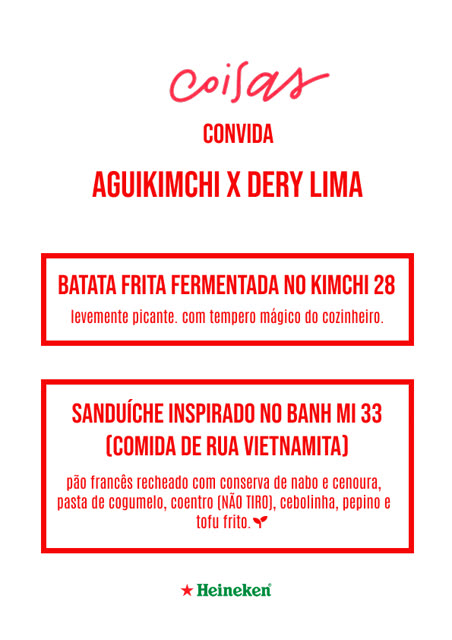 coisas
CONVIDA
AGUIKIMCHI X DERY LIMA
BATATA FRITA FERMENTADA NO KIMCHI 28
levemente picante. com tempero mágico do cozinheiro.
SANDUÍCHE INSPIRADO NO BANH MI 33
(COMIDA DE RUA VIETNAMITA)
pão francês recheado com conserva de nabo e cenoura,
pasta de cogumelo, coentro (NÃO TIRO), cebolinha, pepino e
tofu frito.
Heineken